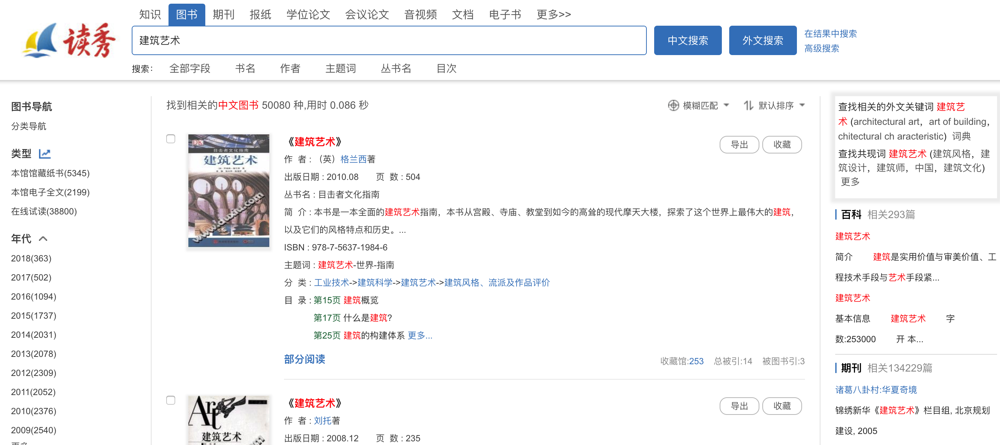 知识 图书 期刊 报纸 学位论文 会议论文 音视频 文档 电子书 更多>>
读秀
建筑艺术
中文搜索 外文搜索
在结果中搜索
高级搜索
搜索: 全部字段 书名 作者 主题词 丛书名 目次
图书导航
分类导航
类型
本馆馆藏纸书(5345)
本馆电子全文(2199)
在线试读(38800)
年代
2018(363)
2017(502)
2016(1094)
2015(1737)
2014(2031)
2013(2078)
2012(2309)
2011(2052)
2010(2376)
2009(2540)
更多
找到相关的中文图书 50080 种,用时 0.086 秒
模糊匹配 默认排序
DK
目击者文化指南
建筑艺术
www.duxiu.com
《建筑艺术》
导出 收藏
作 者 : （英）格兰西著
出版日期 : 2010.08 页 数 : 504
丛书名 : 目击者文化指南
简 介 : 本书是一本全面的建筑艺术指南，本书从宫殿、寺庙、教堂到如今的高耸的现代摩天大楼，探索了这个世界上最伟大的建筑，
以及它们的风格特点和历史。...
ISBN : 978-7-5637-1984-6
主题词 : 建筑艺术-世界-指南
分 类 : 工业技术->建筑科学->建筑艺术->建筑风格、流派及作品评价
目 录 : 第15页 建筑概览
第17页 什么是建筑?
第25页 建筑的构建体系 更多...
部分阅读
收藏馆:253 总被引:14 被图书引:3
Art
建筑艺术
《建筑艺术》
导出 收藏
作 者 : 刘托著
出版日期 : 2008.12 页 数 : 235
查找相关的外文关键词 建筑艺
术 (architectural art，art of building，
chitectural ch aracteristic) 词典
查找共现词 建筑艺术 (建筑风格，建
筑设计，建筑师，中国，建筑文化)
更多
百科 相关293篇
建筑艺术
简介 建筑是实用价值与审美价值、工
程技术手段与艺术手段紧...
建筑艺术
基本信息 建筑艺术 字
数:253000 开 本...
期刊 相关134229篇
诸葛八卦村:华夏奇境
锦绣新华《建筑艺术》栏目组, 北京规划
建设, 2005